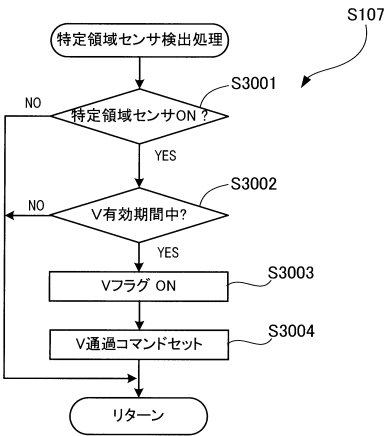 S107
特定領域センサ検出処理
S3001
特定領域センサON？
NO
YES
S3002
V有効期間中？
NO
YES
S3003
Vフラグ ON
S3004
V通過コマンドセット
リターン